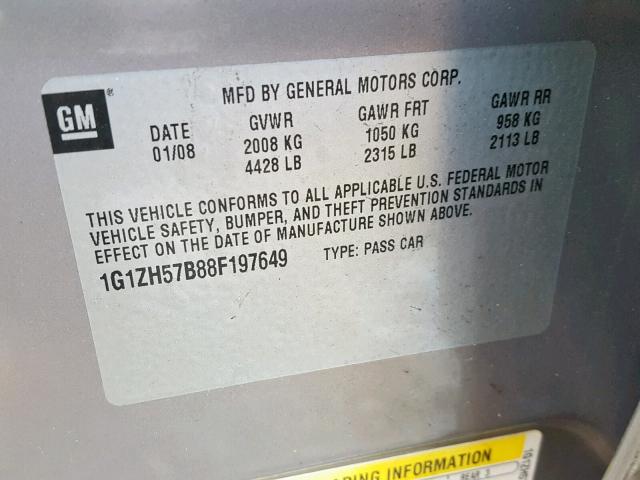 GM ®
MFD BY GENERAL MOTORS CORP.
DATE GVWR GAWR FRT GAWR RR
01/08 2008 KG 1050 KG 958 KG
4428 LB 2315 LB 2113 LB
THIS VEHICLE CONFORMS TO ALL APPLICABLE U.S. FEDERAL MOTOR
VEHICLE SAFETY, BUMPER, AND THEFT PREVENTION STANDARDS IN
EFFECT ON THE DATE OF MANUFACTURE SHOWN ABOVE.
1G1ZH57B88F197649 TYPE: PASS CAR
INFORMATION
REAR